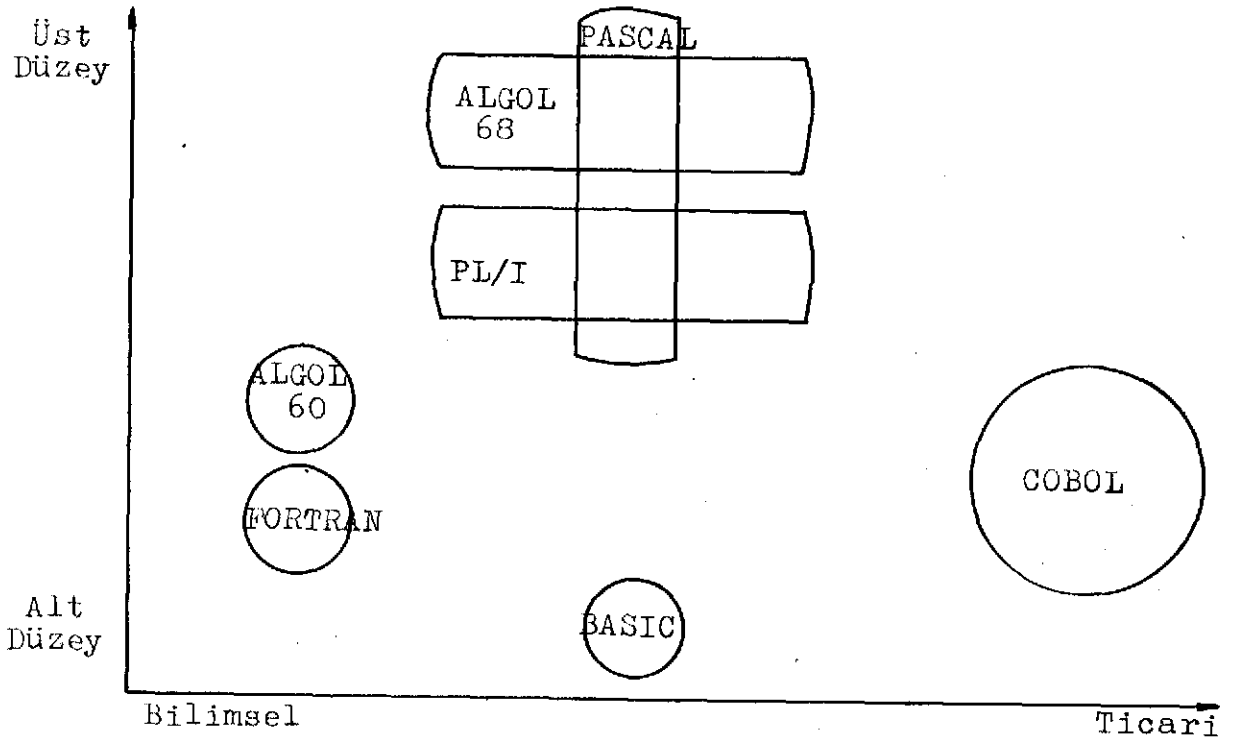 Üst
Düzey
PASCAL
ALGOL
68
PL/I
ALGOL
60
FORTRAN
COBOL
BASIC
Alt
Düzey
Bilimsel
Ticari